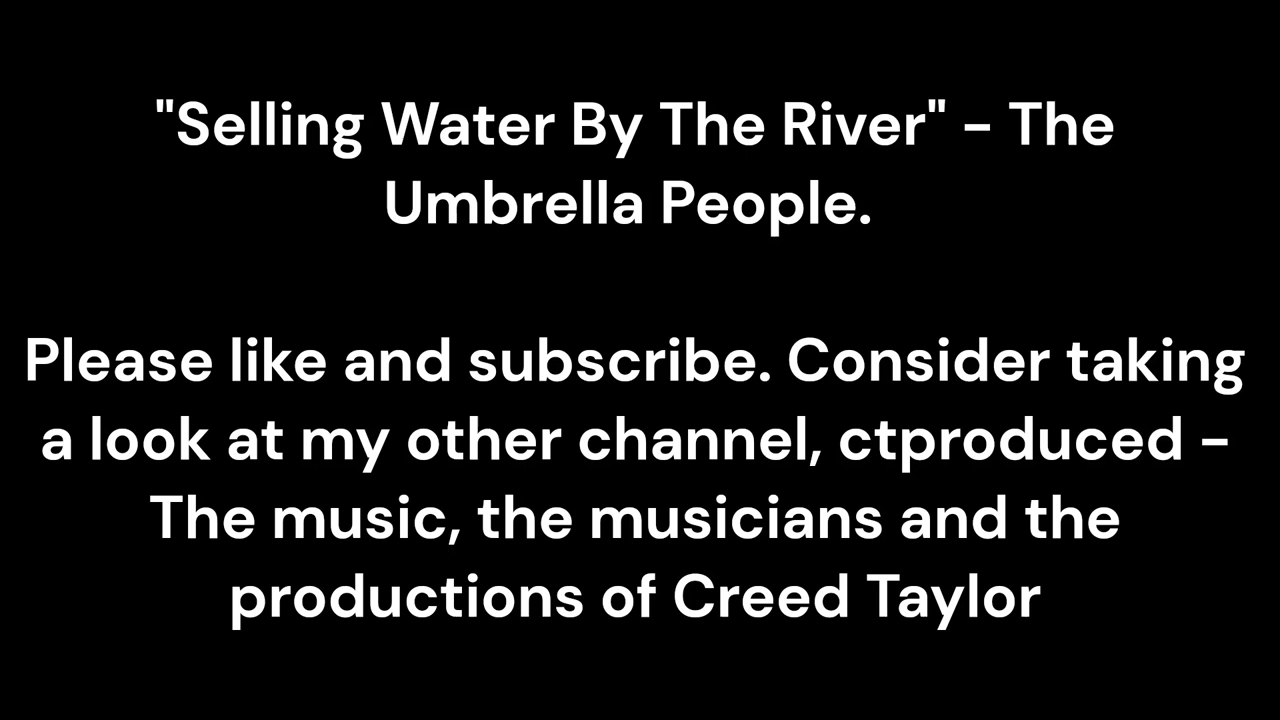 "Selling Water By The River" - The
Umbrella People.
Please like and subscribe. Consider taking
a look at my other channel, ctproduced -
The music, the musicians and the
productions of Creed Taylor